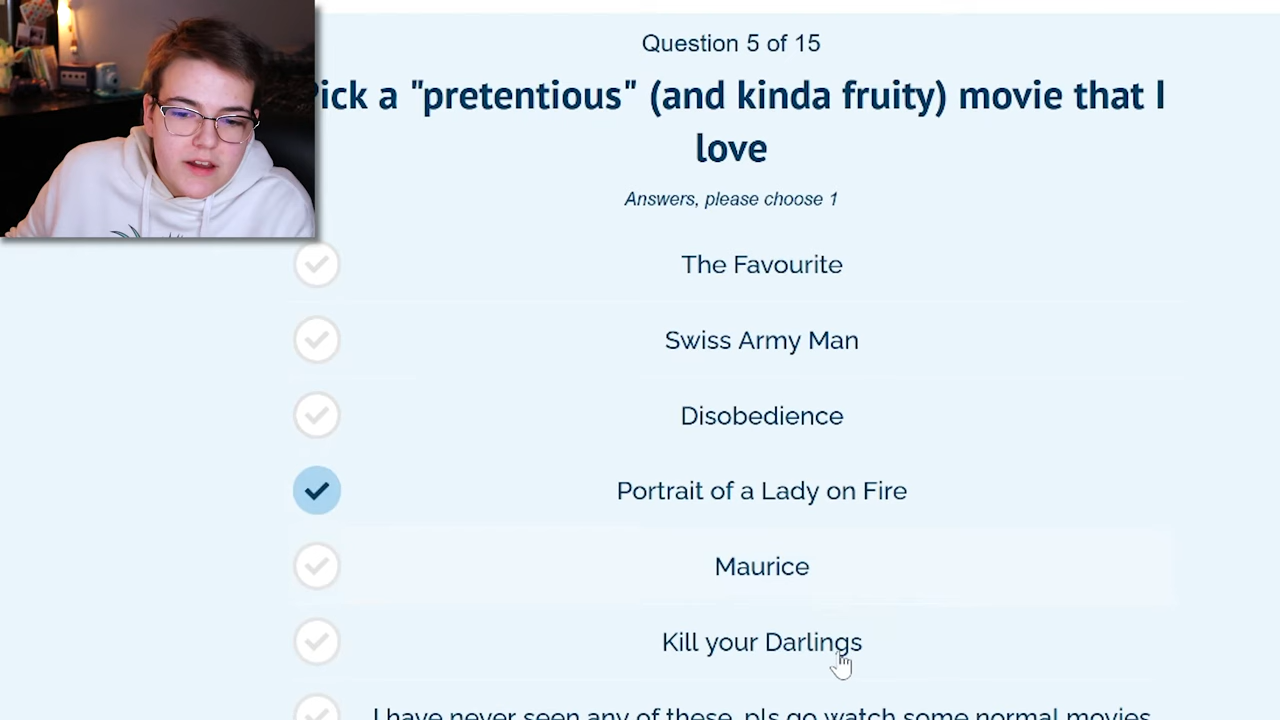 Question 5 of 15
Pick a "pretentious" (and kinda fruity) movie that I
love
Answers, please choose 1
The Favourite
Swiss Army Man
Disobedience
Portrait of a Lady on Fire
Maurice
Kill your Darlings
I have never seen any of these, pls go watch some normal movies